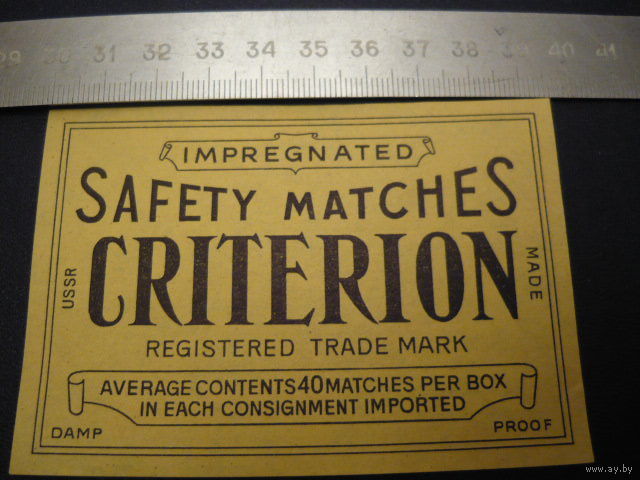 29 30 31 32 33 34 35 36 37 38 39 40 41
IMPREGNATED
SAFETY MATCHES
CRITERION
USSR
MADE
REGISTERED TRADE MARK
AVERAGE CONTENTS 40 MATCHES PER BOX
IN EACH CONSIGNMENT IMPORTED
DAMP PROOF
www.ay.by